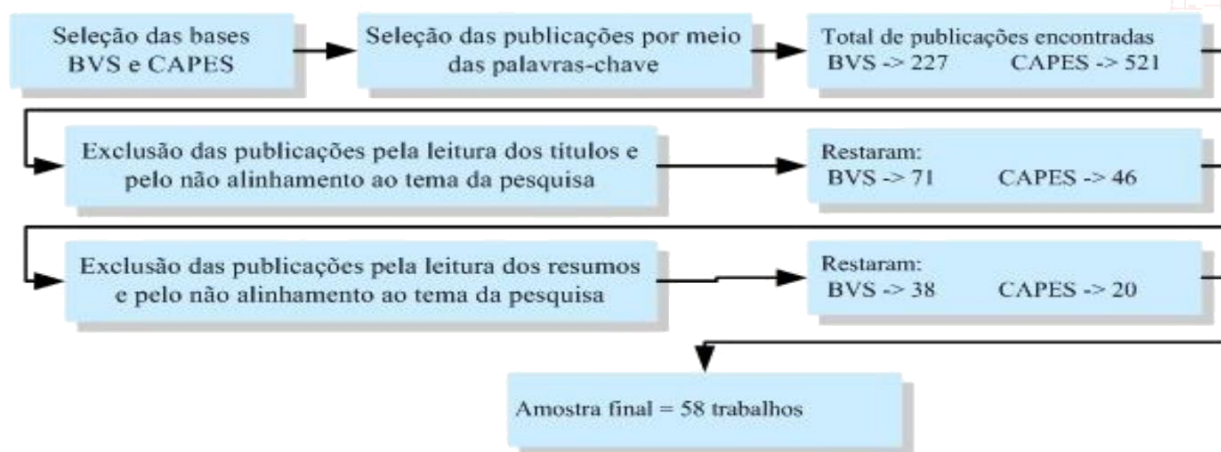 Seleção das bases
BVS e CAPES
Seleção das publicações por meio
das palavras-chave
Total de publicações encontradas
BVS -> 227 CAPES -> 521
Exclusão das publicações pela leitura dos títulos e
pelo não alinhamento ao tema da pesquisa
Restaram:
BVS -> 71 CAPES -> 46
Exclusão das publicações pela leitura dos resumos
e pelo não alinhamento ao tema da pesquisa
Restaram:
BVS -> 38 CAPES -> 20
Amostra final = 58 trabalhos